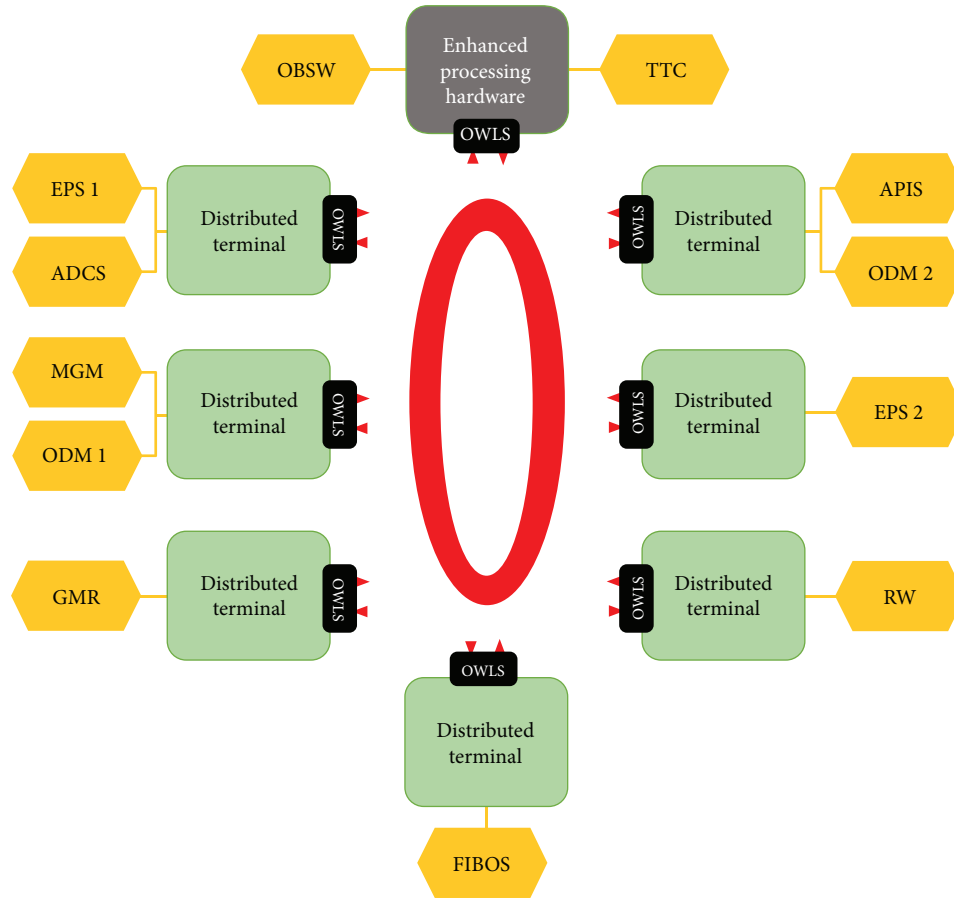 OBSW
Enhanced
processing
hardware
TTC
OWLS
EPS 1
ADCS
Distributed
terminal
OWLS
OWLS
Distributed
terminal
APIS
ODM 2
MGM
ODM 1
Distributed
terminal
OWLS
OWLS
Distributed
terminal
EPS 2
GMR
Distributed
terminal
OWLS
OWLS
Distributed
terminal
RW
OWLS
Distributed
terminal
FIBOS